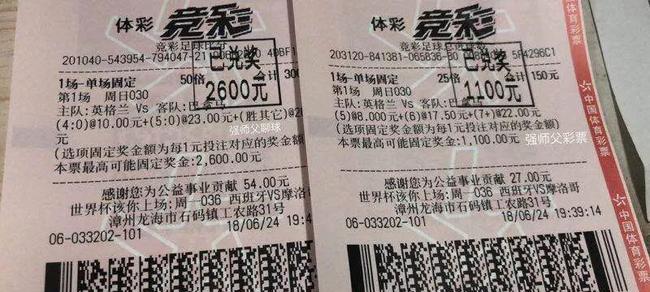 体彩 竞彩
201040-543954-794047-21
已兑奖
2600元
1场-单场固定 50倍 合计 300
第1场 周日030
主队:英格兰 Vs 客队:巴拿马
(4:0)@10.00元+(5:0)@23.00元+(胜其它)@
强师父聊球
(选项固定奖金额为每1元投注对应的奖金额)
本票最高可能固定奖金:2,600.00元
感谢您为公益事业贡献 54.00元
世界杯该你上场:周一036 西班牙VS摩洛哥
漳州龙海市石码镇工农路31号
06-033202-101 18/06/24 19:39:04
体彩 竞彩
203120-841381-065836-B0 5F4296C1
已兑奖
1100元
1场-单场固定 25倍 合计 150元
第1场 周日030
主队:英格兰 Vs 客队:巴拿马
(5)@8.000元+(6)@17.50元+(7+)@22.00元
(选项固定奖金额为每1元投注对应的奖金额)
强师父彩票
本票最高可能固定奖金:1,100.00元
感谢您为公益事业贡献 27.00元
世界杯该你上场:周一036 西班牙VS摩洛哥
漳州龙海市石码镇工农路31号
06-033202-101 18/06/24 19:39:14
中国体育彩票
中国体育彩票